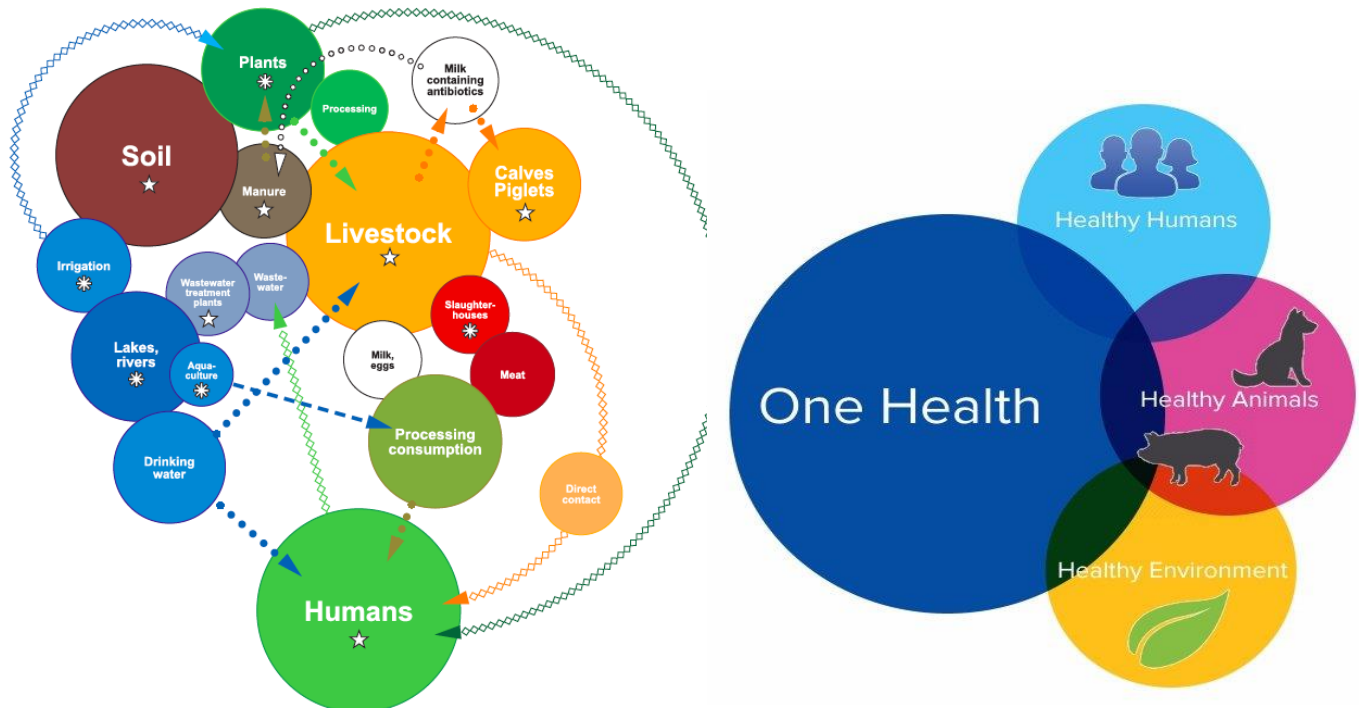 Plants
Processing
Milk
containing
antibiotics
Soil
Manure
Calves
Piglets
Livestock
Irrigation
Wastewater
treatment
plants
Waste-
water
Slaughter-
houses
Lakes,
rivers
Aqua-
culture
Milk,
eggs
Meat
Processing
consumption
Drinking
water
Direct
contact
Humans
Healthy Humans
One Health
Healthy Animals
Healthy Environment